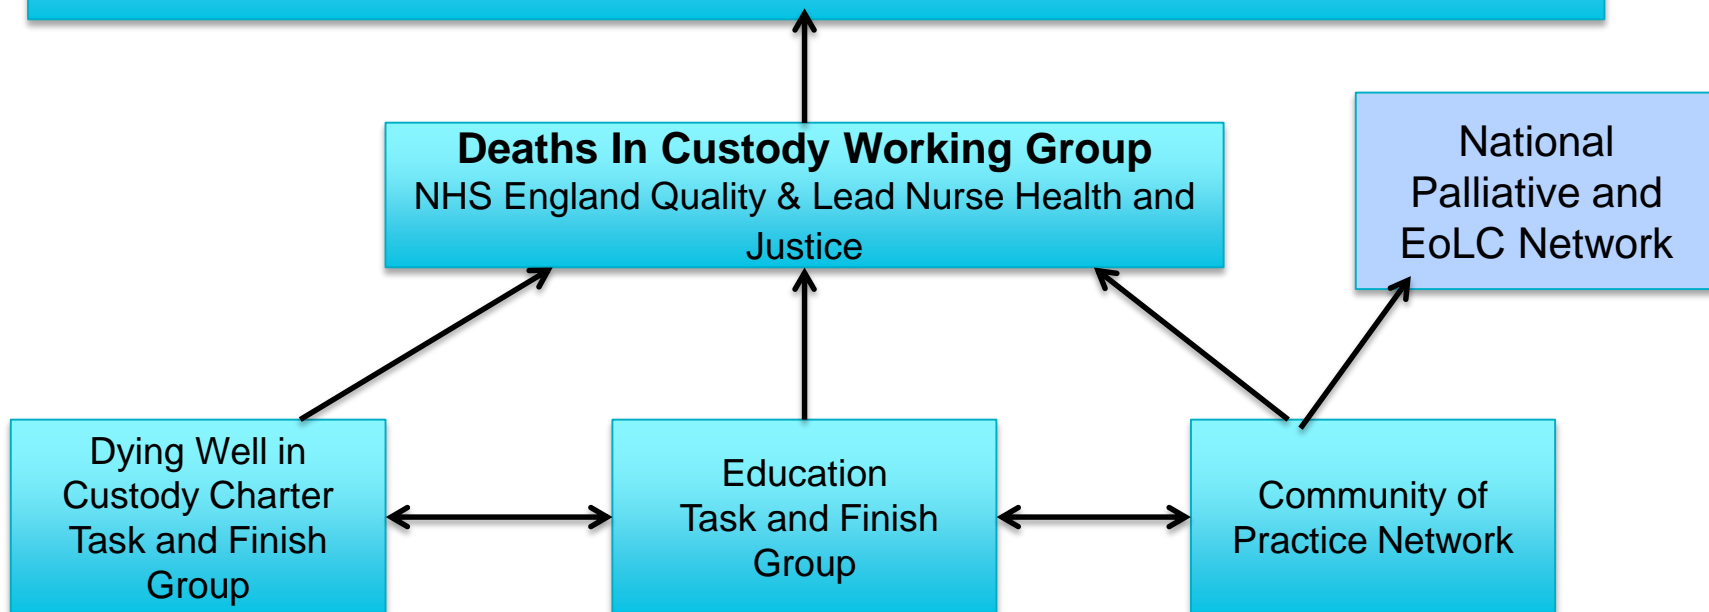 Deaths In Custody Working Group
NHS England Quality & Lead Nurse Health and
Justice
National
Palliative and
EoLC Network
Dying Well in
Custody Charter
Task and Finish
Group
Education
Task and Finish
Group
Community of
Practice Network